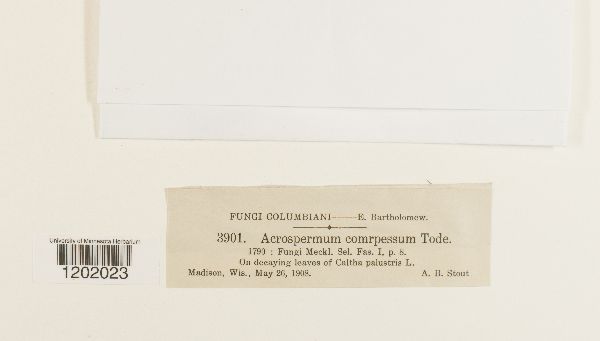 FUNGI COLUMBIANI—E. Bartholomew.
3901. Acrospermum comrpessum Tode.
1790 : Fungi Meckl. Sel. Fas. I, p. 8.
On decaying leaves of Caltha palustris L.
Madison, Wis., May 26, 1908. A. B. Stout
University of Minnesota Herbarium
1202023